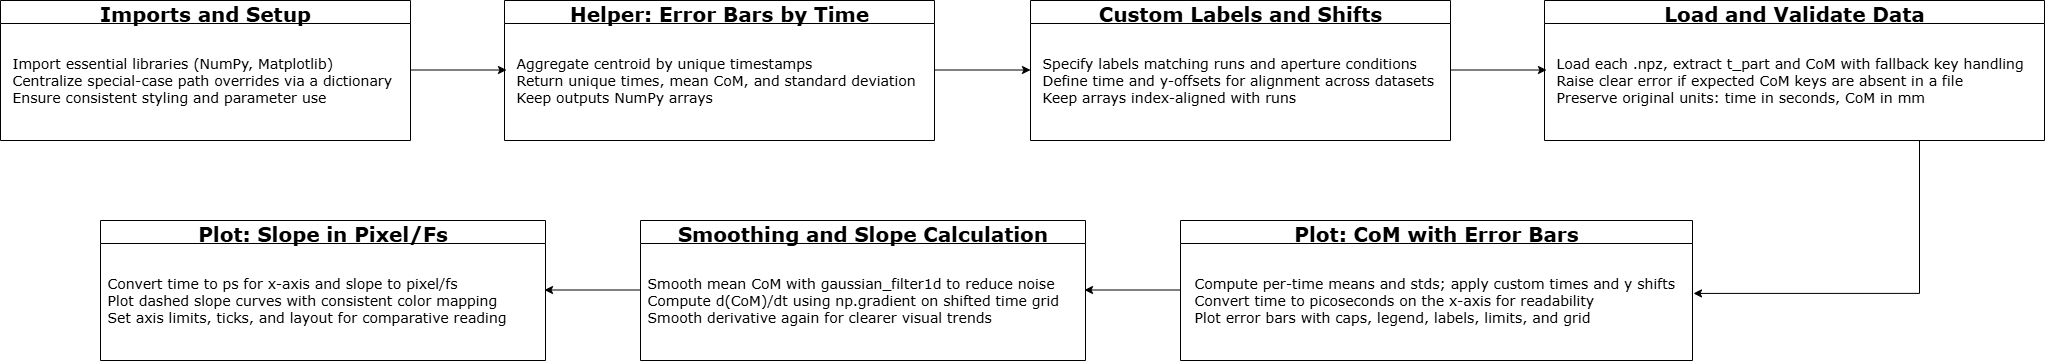 Imports and Setup
Import essential libraries (NumPy, Matplotlib)
Centralize special-case path overrides via a dictionary
Ensure consistent styling and parameter use
Helper: Error Bars by Time
Aggregate centroid by unique timestamps
Return unique times, mean CoM, and standard deviation
Keep outputs NumPy arrays
Custom Labels and Shifts
Specify labels matching runs and aperture conditions
Define time and y-offsets for alignment across datasets
Keep arrays index-aligned with runs
Load and Validate Data
Load each .npz, extract t_part and CoM with fallback key handling
Raise clear error if expected CoM keys are absent in a file
Preserve original units: time in seconds, CoM in mm
Plot: CoM with Error Bars
Compute per-time means and stds; apply custom times and y shifts
Convert time to picoseconds on the x-axis for readability
Plot error bars with caps, legend, labels, limits, and grid
Smoothing and Slope Calculation
Smooth mean CoM with gaussian_filter1d to reduce noise
Compute d(CoM)/dt using np.gradient on shifted time grid
Smooth derivative again for clearer visual trends
Plot: Slope in Pixel/Fs
Convert time to ps for x-axis and slope to pixel/fs
Plot dashed slope curves with consistent color mapping
Set axis limits, ticks, and layout for comparative reading